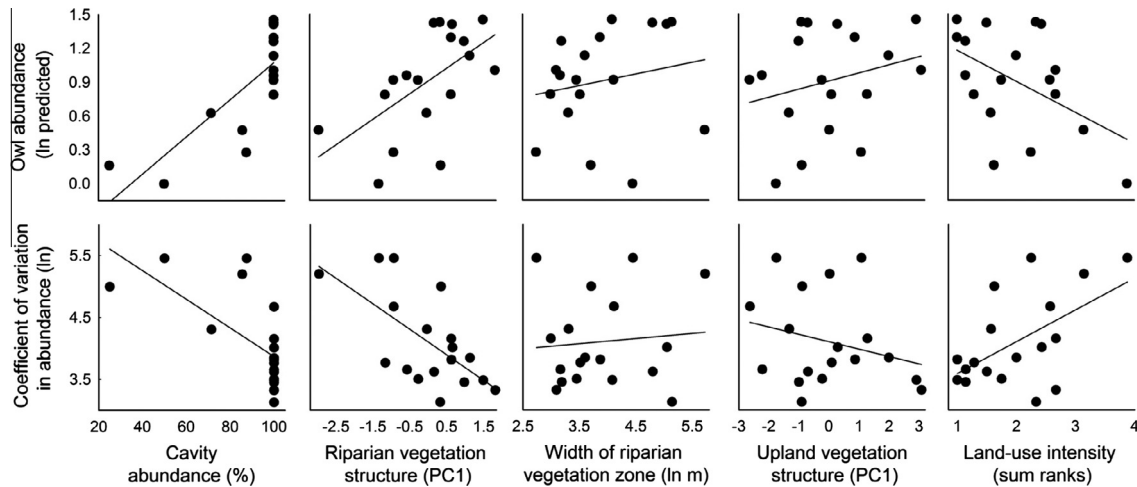 Owl abundance
(ln predicted)
1.5
1.2
0.9
0.6
0.3
0.0
Coefficient of variation
in abundance (ln)
5.5
4.5
3.5
20 40 60 80 100
-2.5 -1.5 -0.5 0.5 1.5
2.5 3.5 4.5 5.5
-3 -2 -1 0 1 2 3
1 2 3 4
Cavity
abundance (%)
Riparian vegetation
structure (PC1)
Width of riparian
vegetation zone (ln m)
Upland vegetation
structure (PC1)
Land-use intensity
(sum ranks)